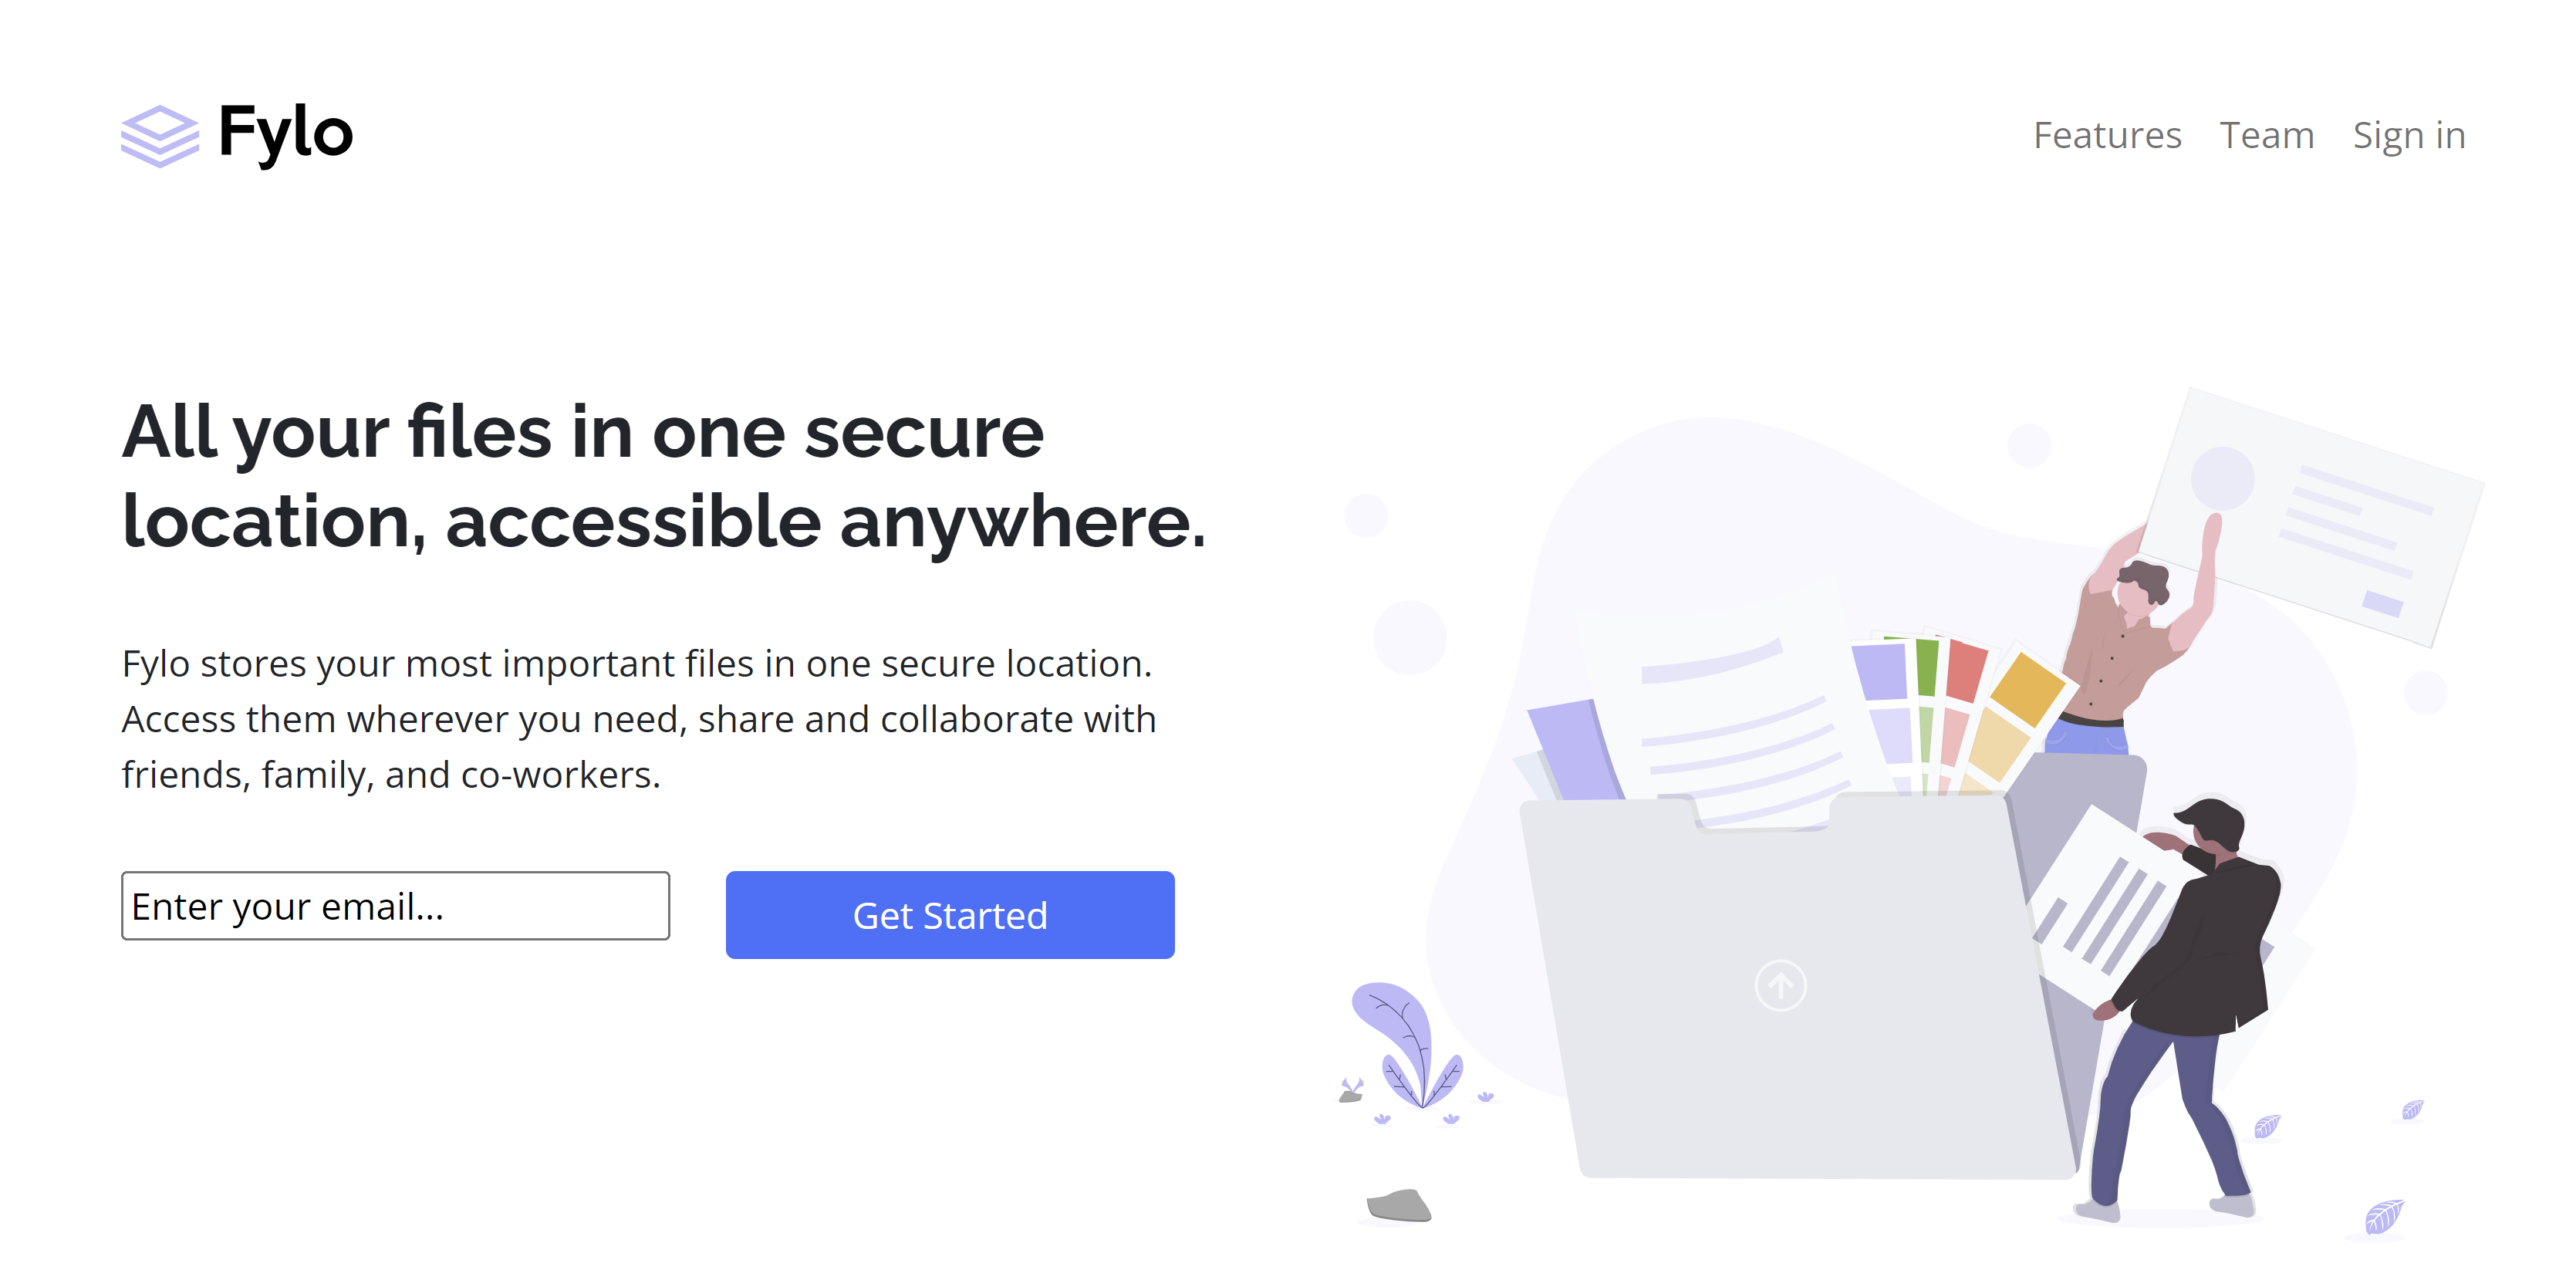 Fylo
Features Team Sign in
All your files in one secure
location, accessible anywhere.
Fylo stores your most important files in one secure location.
Access them wherever you need, share and collaborate with
friends, family, and co-workers.
Enter your email...
Get Started